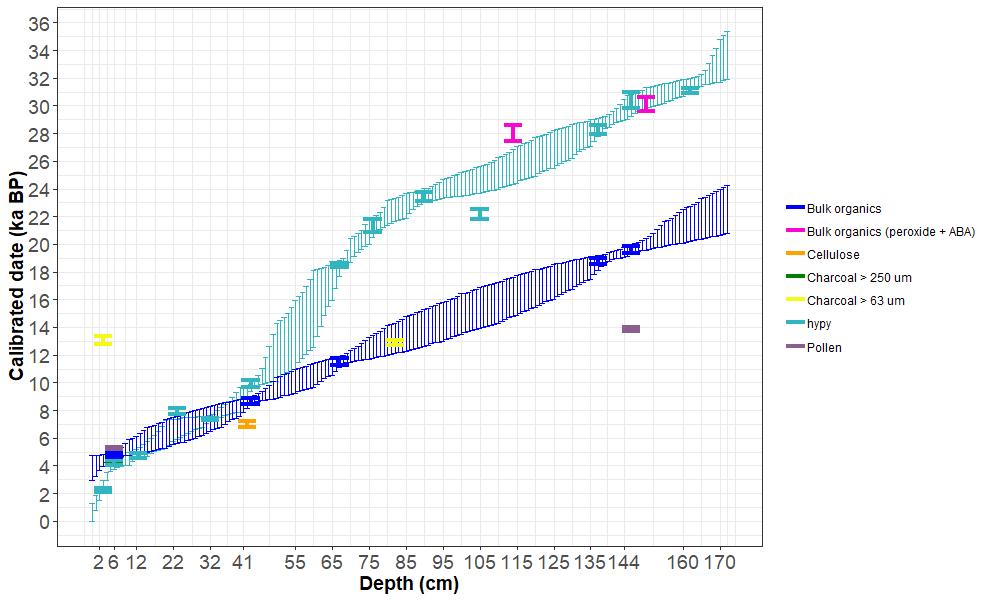 36
34
32
30
28
26
24
22
20
18
16
14
12
10
8
6
4
2
0
Calibrated date (ka BP)
2 6 12 22 32 41 55 65 75 85 95 105 115 125 135 144 160 170
Depth (cm)
Bulk organics
Bulk organics (peroxide + ABA)
Cellulose
Charcoal > 250 um
Charcoal > 63 um
hypy
Pollen